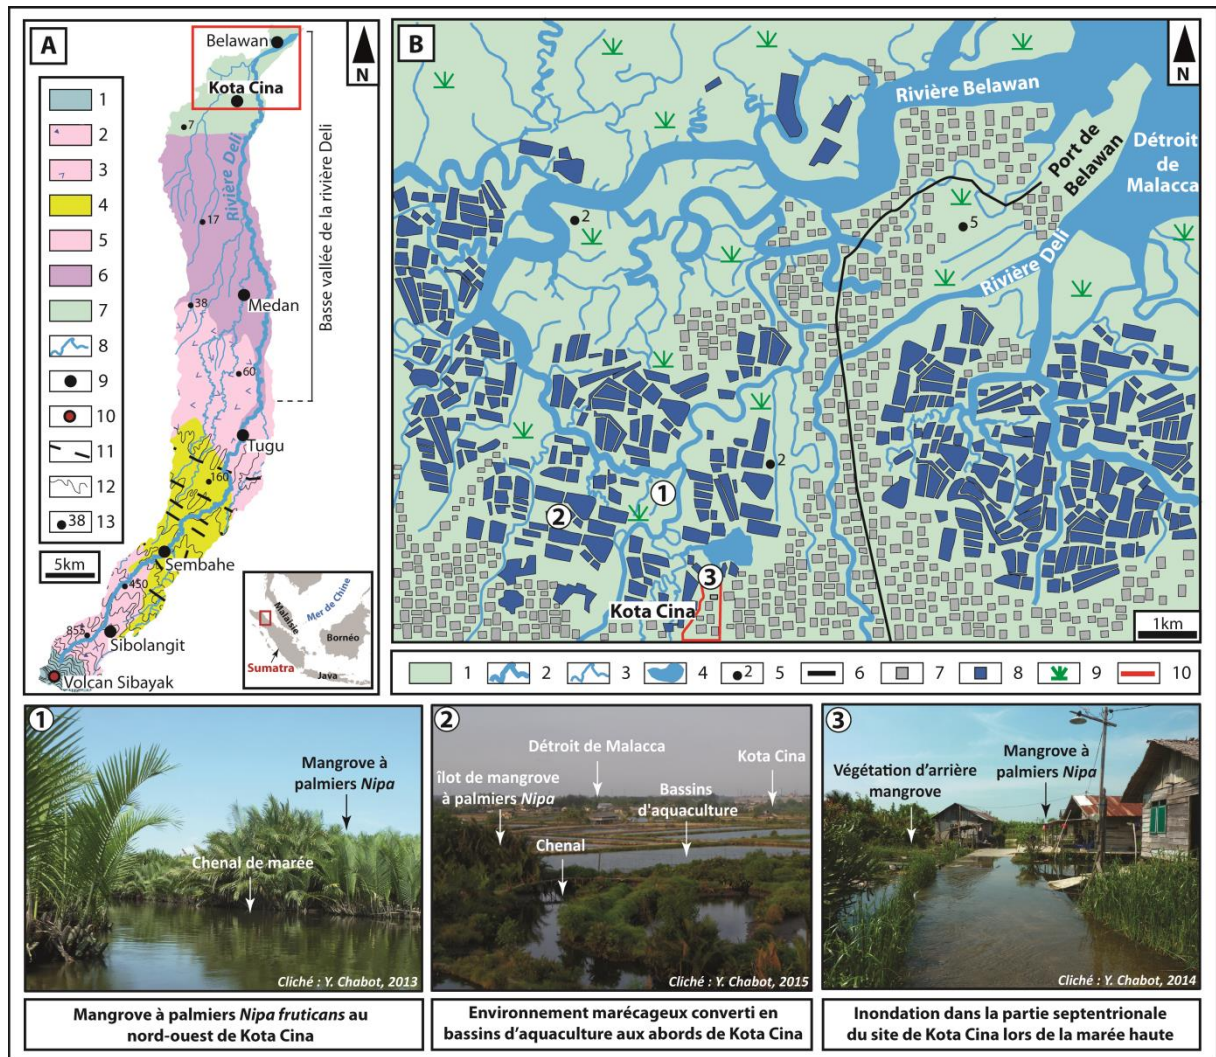 A
N
Belawan
Kota Cina
7
Rivière Deli
17
Medan
38
60
Tugu
160
Sembahe
450
Sibolangit
855
Volcan Sibayak
Basse vallée de la rivière Deli
1
2
3
4
5
6
7
8
9
10
11
12
38 13
5km
Mer de Chine
Malaisie
Bornéo
Sumatra
Java
B
N
Rivière Belawan
Port de
Belawan
Détroit
de
Malacca
2
5
Rivière Deli
2
1
2
3
Kota Cina
1km
1 2 3 4 2 5 6 7 8 9 10
1
Mangrove à
palmiers Nipa
Chenal de marée
Cliché : Y. Chabot, 2013
Mangrove à palmiers Nipa fruticans au
nord-ouest de Kota Cina
2
Détroit de Malacca
Kota Cina
îlot de mangrove
à palmiers Nipa
Bassins
d'aquaculture
Chenal
Cliché : Y. Chabot, 2015
Environnement marécageux converti en
bassins d'aquaculture aux abords de Kota Cina
3
Végétation d'arrière
mangrove
Mangrove à
palmiers Nipa
Cliché : Y. Chabot, 2014
Inondation dans la partie septentrionale
du site de Kota Cina lors de la marée haute